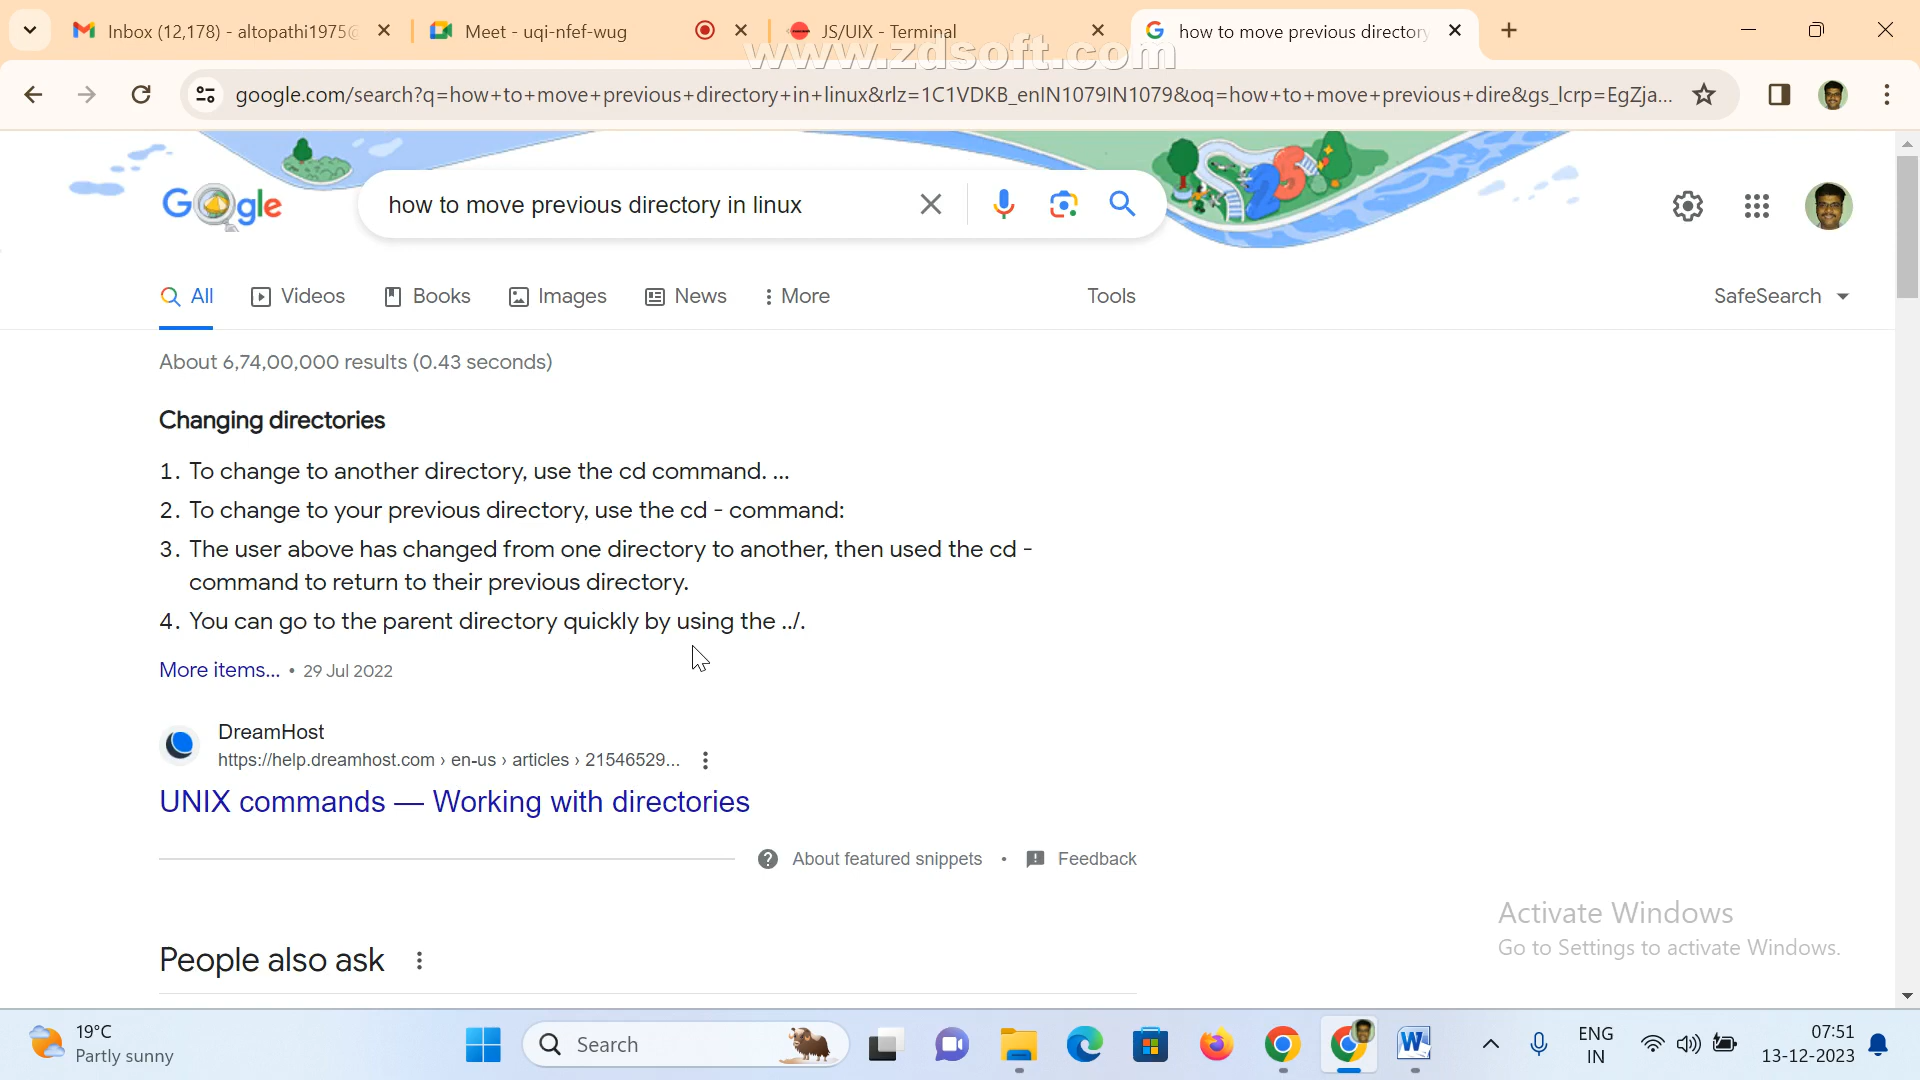 Inbox (12,178) - altopathi1975@
Meet - uqi-nfef-wug
JS/UIX - Terminal
how to move previous directory
www.zdsoft.com
google.com/search?q=how+to+move+previous+directory+in+linux&rlz=1C1VDKB_enIN1079IN1079&oq=how+to+move+previous+dire&gs_lcrp=EgZja...
Google
how to move previous directory in linux
25
All
Videos
Books
Images
News
More
Tools
SafeSearch
About 6,74,00,000 results (0.43 seconds)
Changing directories
1. To change to another directory, use the cd command. ...
2. To change to your previous directory, use the cd - command:
3. The user above has changed from one directory to another, then used the cd -
command to return to their previous directory.
4. You can go to the parent directory quickly by using the ../.
More items... • 29 Jul 2022
DreamHost
https://help.dreamhost.com › en-us › articles › 21546529...
UNIX commands — Working with directories
About featured snippets • Feedback
People also ask
Activate Windows
Go to Settings to activate Windows.
19°C
Partly sunny
Search
ENG
IN
07:51
13-12-2023